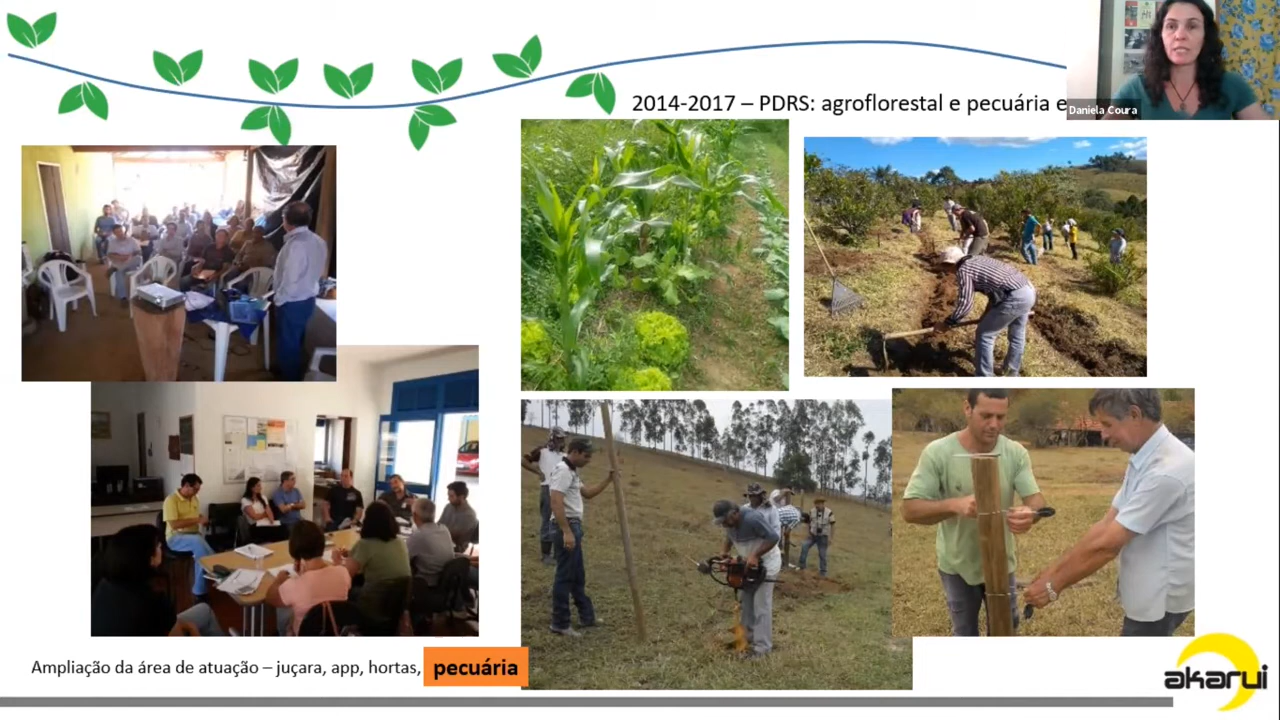 2014-2017 – PDRS: agroflorestal e pecuária e
Daniela Coura
Ampliação da área de atuação – juçara, app, hortas, pecuária
akarui